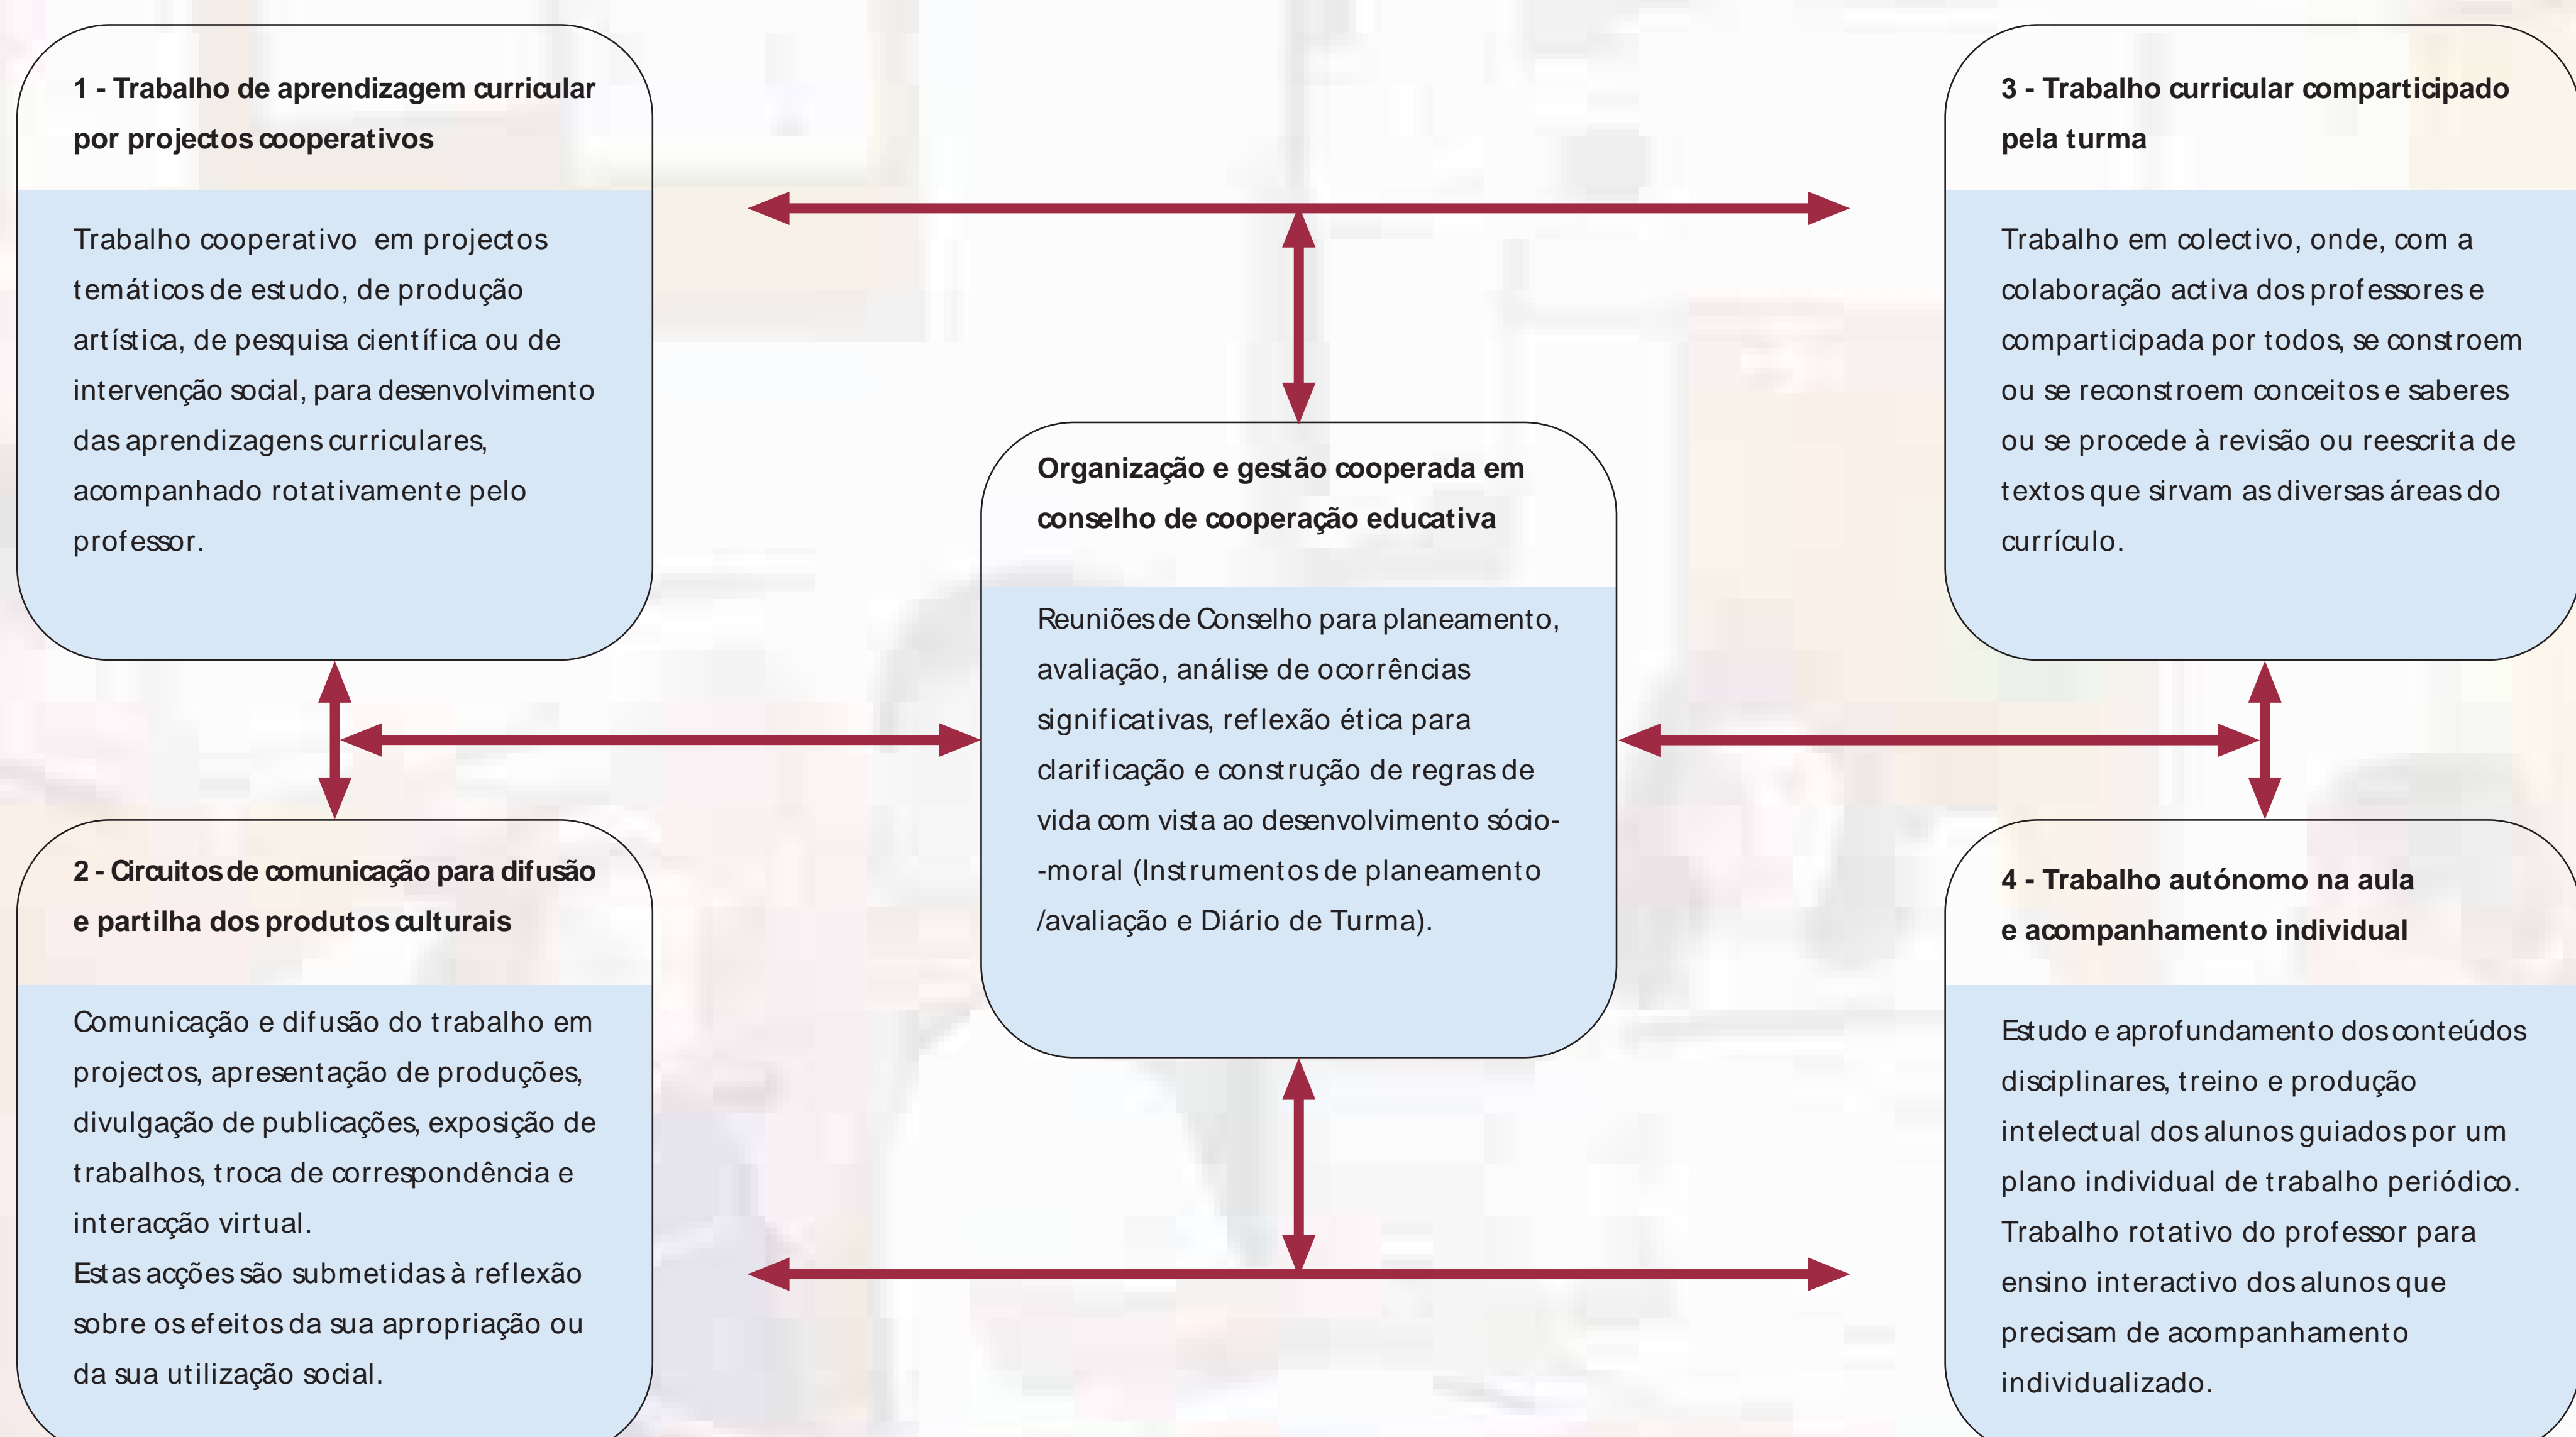 1 - Trabalho de aprendizagem curricular
por projectos cooperativos
Trabalho cooperativo em projectos
temáticos de estudo, de produção
artística, de pesquisa científica ou de
intervenção social, para desenvolvimento
das aprendizagens curriculares,
acompanhado rotativamente pelo
professor.
2 - Circuitos de comunicação para difusão
e partilha dos produtos culturais
Comunicação e difusão do trabalho em
projectos, apresentação de produções,
divulgação de publicações, exposição de
trabalhos, troca de correspondência e
interacção virtual.
Estas acções são submetidas à reflexão
sobre os efeitos da sua apropriação ou
da sua utilização social.
Organização e gestão cooperada em
conselho de cooperação educativa
Reuniões de Conselho para planeamento,
avaliação, análise de ocorrências
significativas, reflexão ética para
clarificação e construção de regras de
vida com vista ao desenvolvimento sócio-
-moral (Instrumentos de planeamento
/avaliação e Diário de Turma).
3 - Trabalho curricular comparticipado
pela turma
Trabalho em colectivo, onde, com a
colaboração activa dos professores e
comparticipada por todos, se constroem
ou se reconstroem conceitos e saberes
ou se procede à revisão ou reescrita de
textos que sirvam as diversas áreas do
currículo.
4 - Trabalho autónomo na aula
e acompanhamento individual
Estudo e aprofundamento dos conteúdos
disciplinares, treino e produção
intelectual dos alunos guiados por um
plano individual de trabalho periódico.
Trabalho rotativo do professor para
ensino interactivo dos alunos que
precisam de acompanhamento
individualizado.